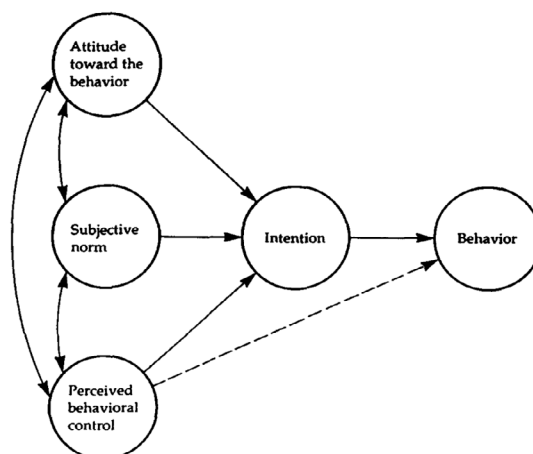 Attitude
toward the
behavior
Subjective
norm
Intention
Behavior
Perceived
behavioral
control